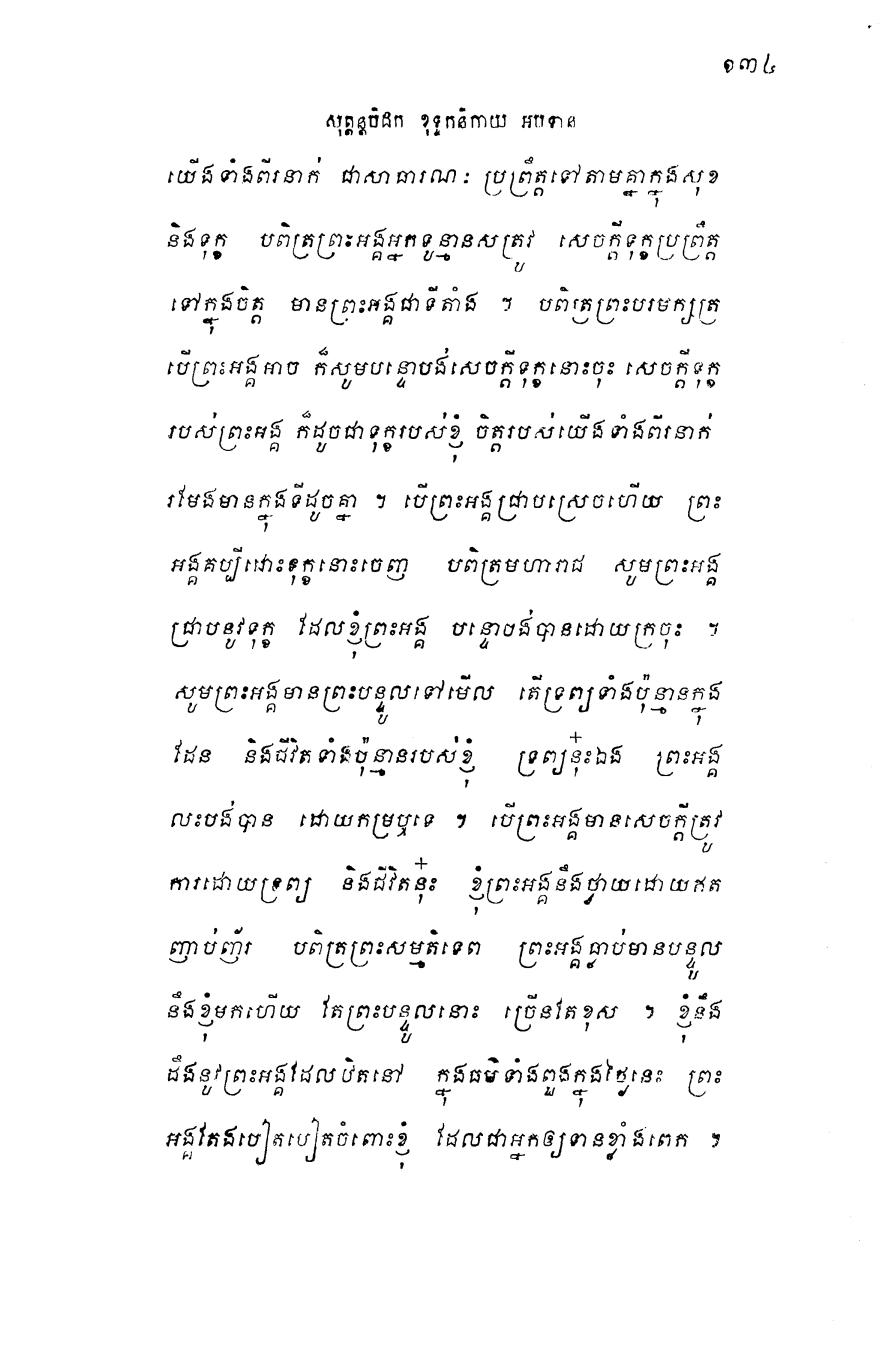 ១៣៤
សុត្តន្តបិដក ខុទ្ទកនិកាយ អបទាន
យើងទាំងពីរនាក់ ជាសាធារណៈ ប្រព្រឹត្តទៅតាមគ្នាក្នុងសុខ
និងទុក្ខ បពិត្រព្រះអង្គអ្នកទូន្មានសត្រូវ សេចក្តីទុក្ខប្រព្រឹត្ត
ទៅក្នុងចិត្ត មានព្រះអង្គជាទីតាំង ។ បពិត្រព្រះបរមក្សត្រ
បើព្រះអង្គអាច ក៏សូមបន្ទោបង់សេចក្តីទុក្ខនោះចុះ សេចក្តីទុក្ខ
របស់ព្រះអង្គ ក៏ដូចជាទុក្ខរបស់ខ្ញុំ ចិត្តរបស់យើងទាំងពីរនាក់
រមែងមានក្នុងទីដូចគ្នា ។ បើព្រះអង្គជ្រាបស្រេចហើយ ព្រះ
អង្គគប្បីដោះទុក្ខនោះចេញ បពិត្រមហារាជ សូមព្រះអង្គ
ជ្រាបនូវទុក្ខ ដែលខ្ញុំព្រះអង្គ បន្ទោបង់បានដោយក្រចុះ ។
សូមព្រះអង្គមានព្រះបន្ទូលទៅមើល តើទ្រព្យទាំងប៉ុន្មានក្នុង
ដែន និងជីវិតទាំងប៉ុន្មានរបស់ខ្ញុំ ទ្រព្យនុ៎ះឯង ព្រះអង្គ
លះបង់បាន ដោយកម្រឬទេ ។ បើព្រះអង្គមានសេចក្តីត្រូវ
ការដោយទ្រព្យ និងជីវិតនុ៎ះ ខ្ញុំព្រះអង្គនឹងថ្វាយដោយឥត
ញាប់ញ័រ បពិត្រព្រះសម្មតិទេព ព្រះអង្គធ្លាប់មានបន្ទូល
នឹងខ្ញុំមកហើយ តែព្រះបន្ទូលនោះ ច្រើនតែខុស ។ ខ្ញុំនឹង
ដឹងនូវព្រះអង្គដែលឋិតនៅ ក្នុងធម៌ទាំងពួងក្នុងថ្ងៃនេះ ព្រះ
អង្គតែងបៀតបៀតចំពោះខ្ញុំ ដែលជាអ្នកឲ្យទានខ្លាំងពេក ។